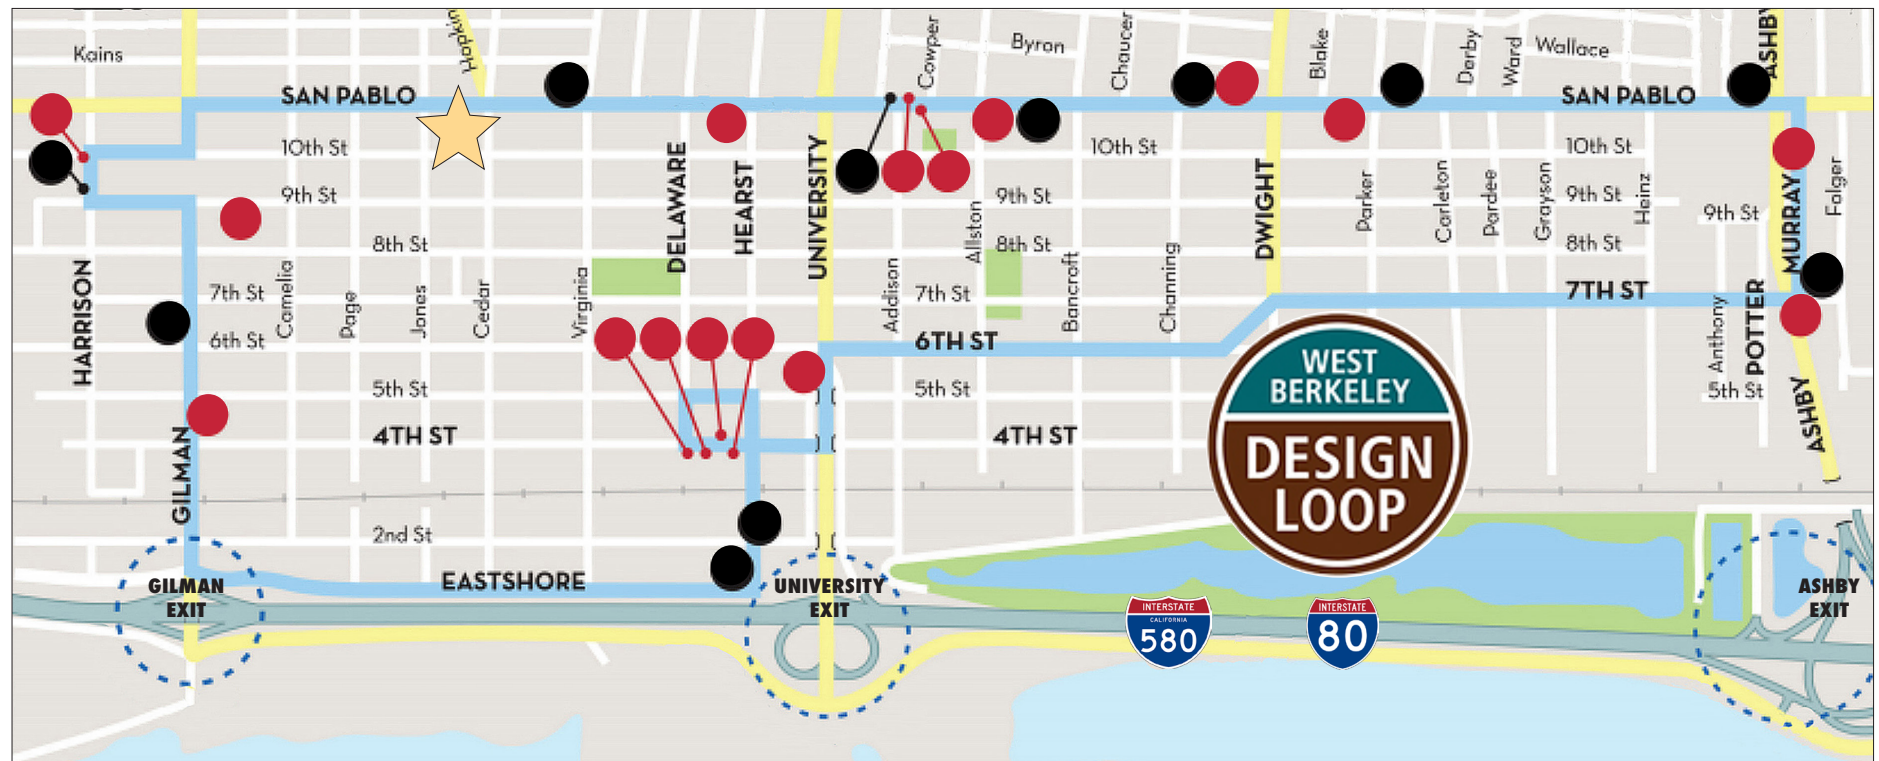 Kains
Hopkin
Cowper
Byron
Chaucer
Blake
Derby
Ward
Wallace
ASHBY
SAN PABLO
SAN PABLO
10th St
10th St
10th St
9th St
9th St
9th St
9th St
8th St
8th St
8th St
7th St
7th St
7TH ST
6th St
6TH ST
5th St
5th St
5th St
4TH ST
4TH ST
2nd St
EASTSHORE
HARRISON
GILMAN
Camelia
Page
Jones
Cedar
Virginia
DELAWARE
HEARST
UNIVERSITY
Addison
Allston
Bancroft
Channing
DWIGHT
Parker
Carleton
Pardee
Grayson
Heinz
Anthony
POTTER
MURRAY
Folger
ASHBY
WEST
BERKELEY
DESIGN
LOOP
GILMAN
EXIT
UNIVERSITY
EXIT
ASHBY
EXIT
INTERSTATE
CALIFORNIA
580
INTERSTATE
80